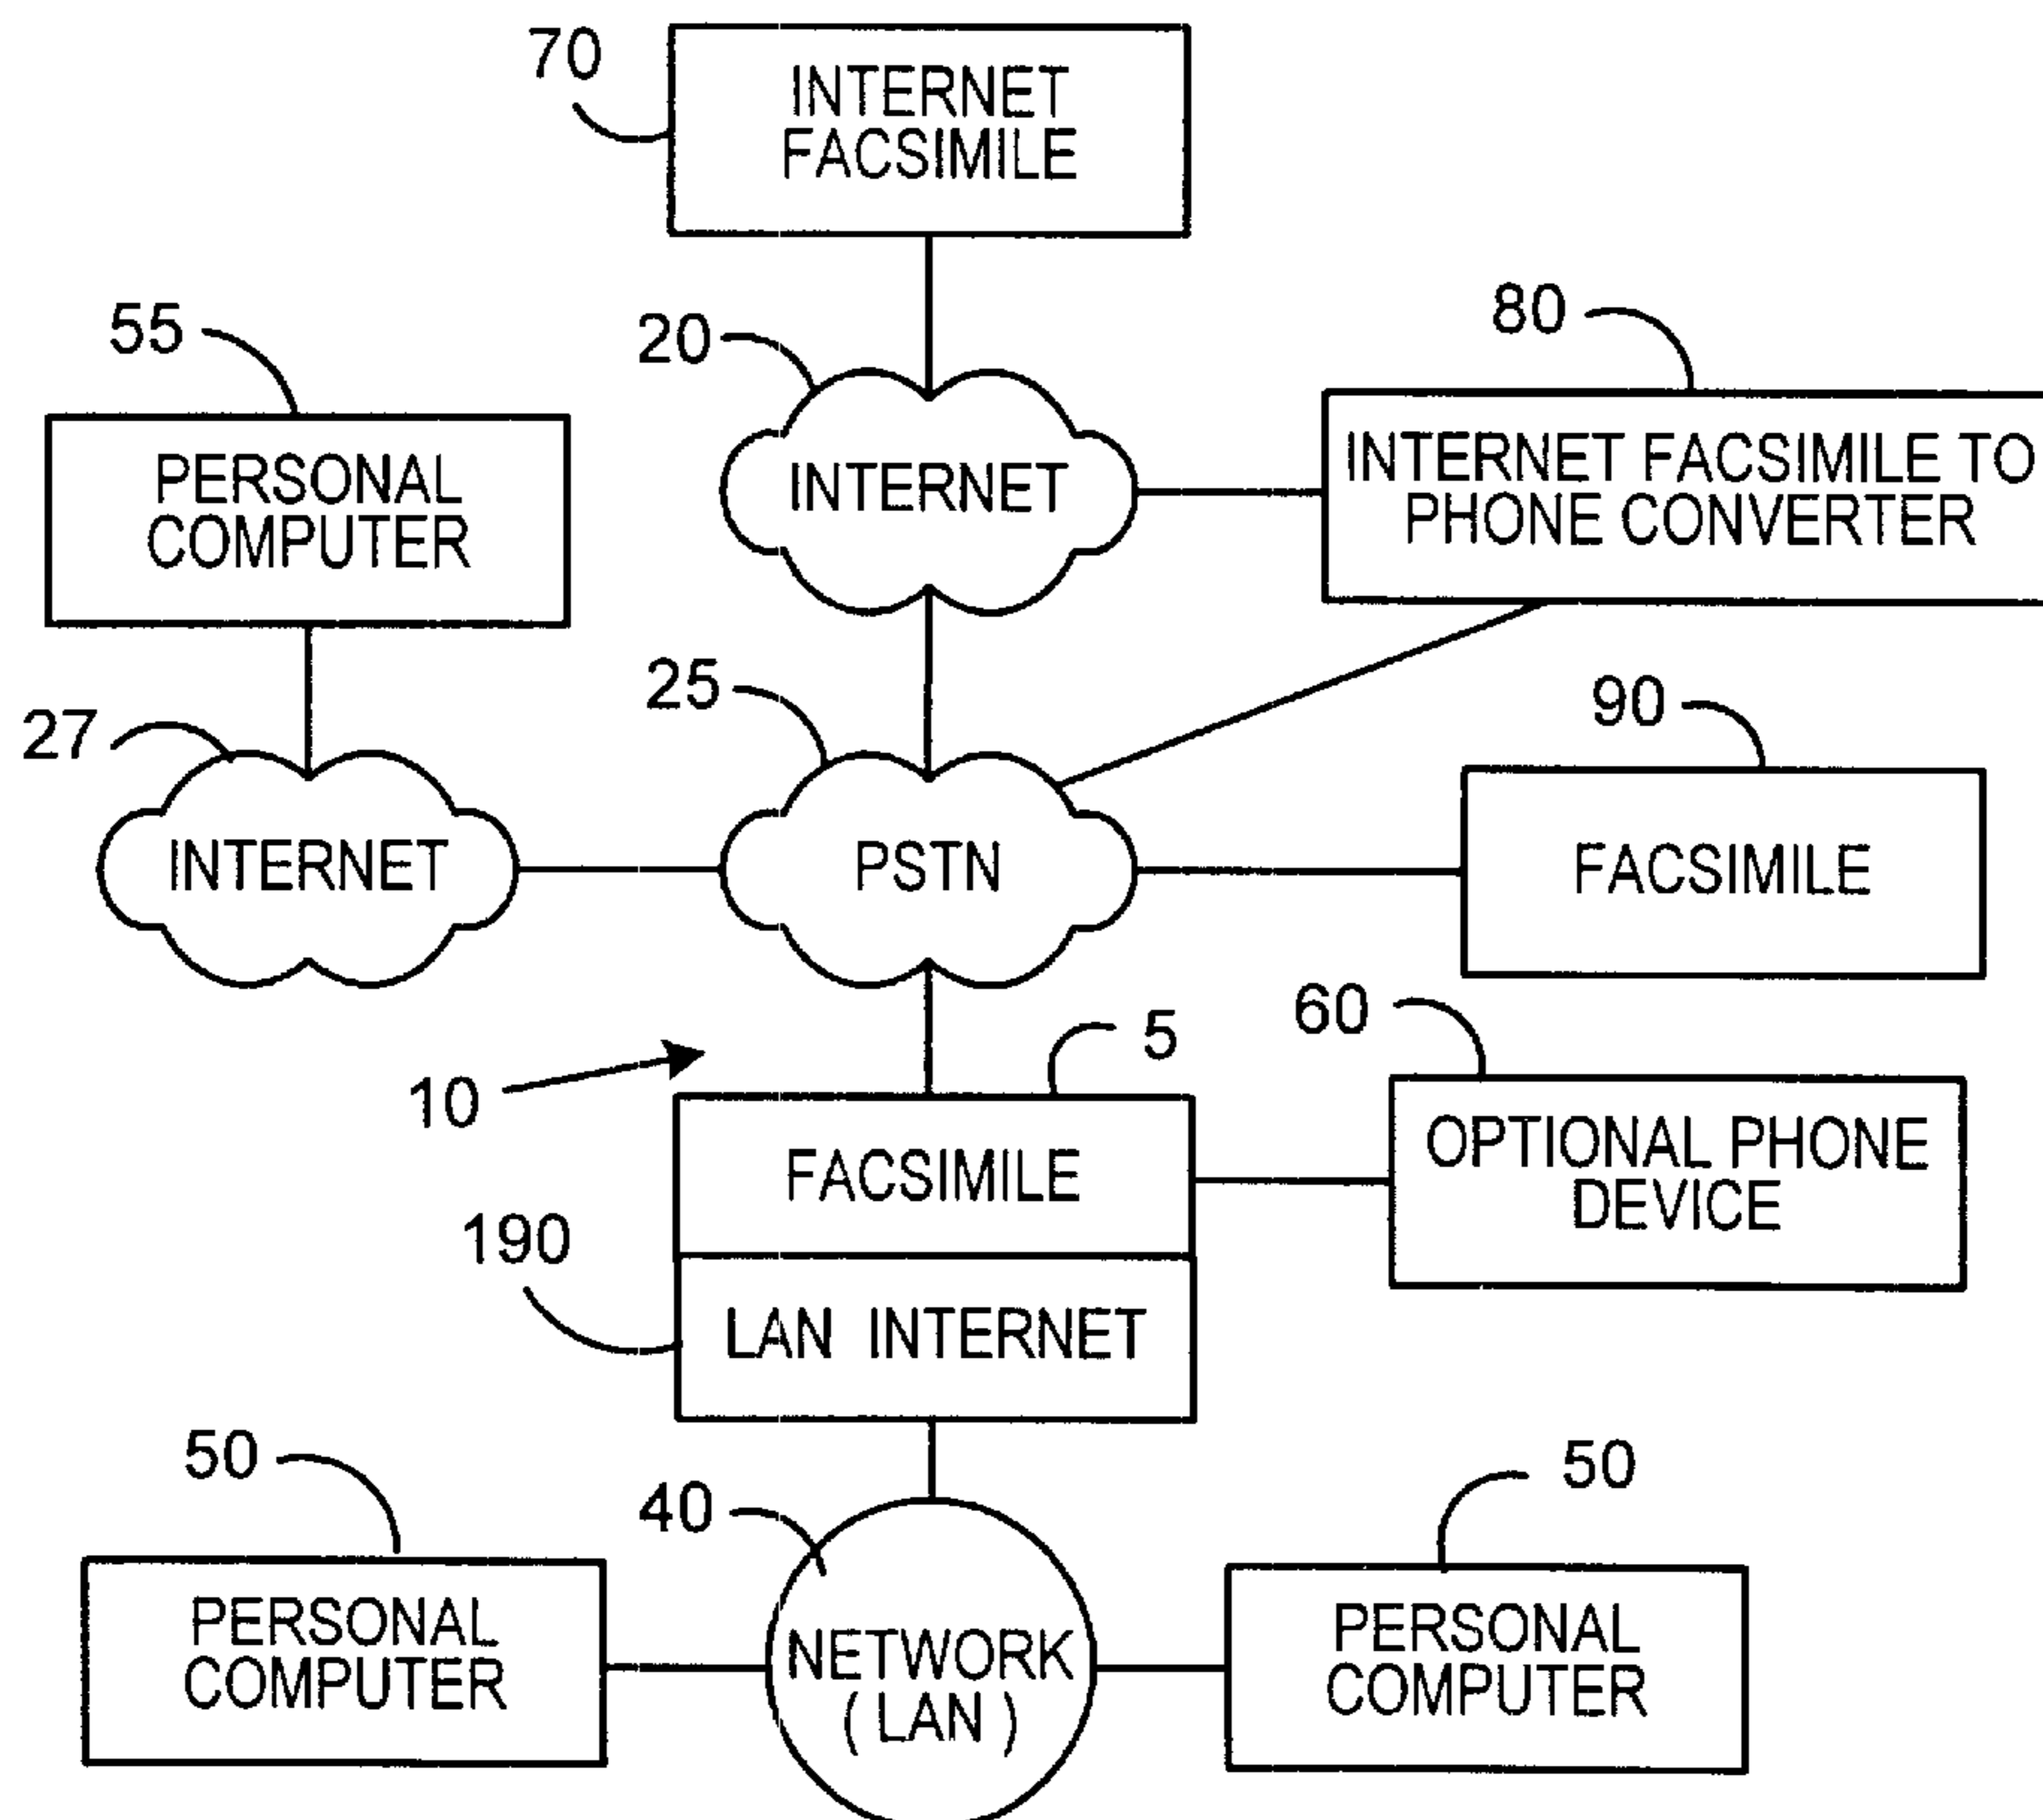 70
INTERNET
FACSIMILE
55
20
80
PERSONAL
COMPUTER
INTERNET
INTERNET FACSIMILE TO
PHONE CONVERTER
27
25
90
INTERNET
PSTN
FACSIMILE
10
5
60
FACSIMILE
OPTIONAL PHONE
DEVICE
190
LAN INTERNET
50
40
50
PERSONAL
COMPUTER
NETWORK
(LAN)
PERSONAL
COMPUTER